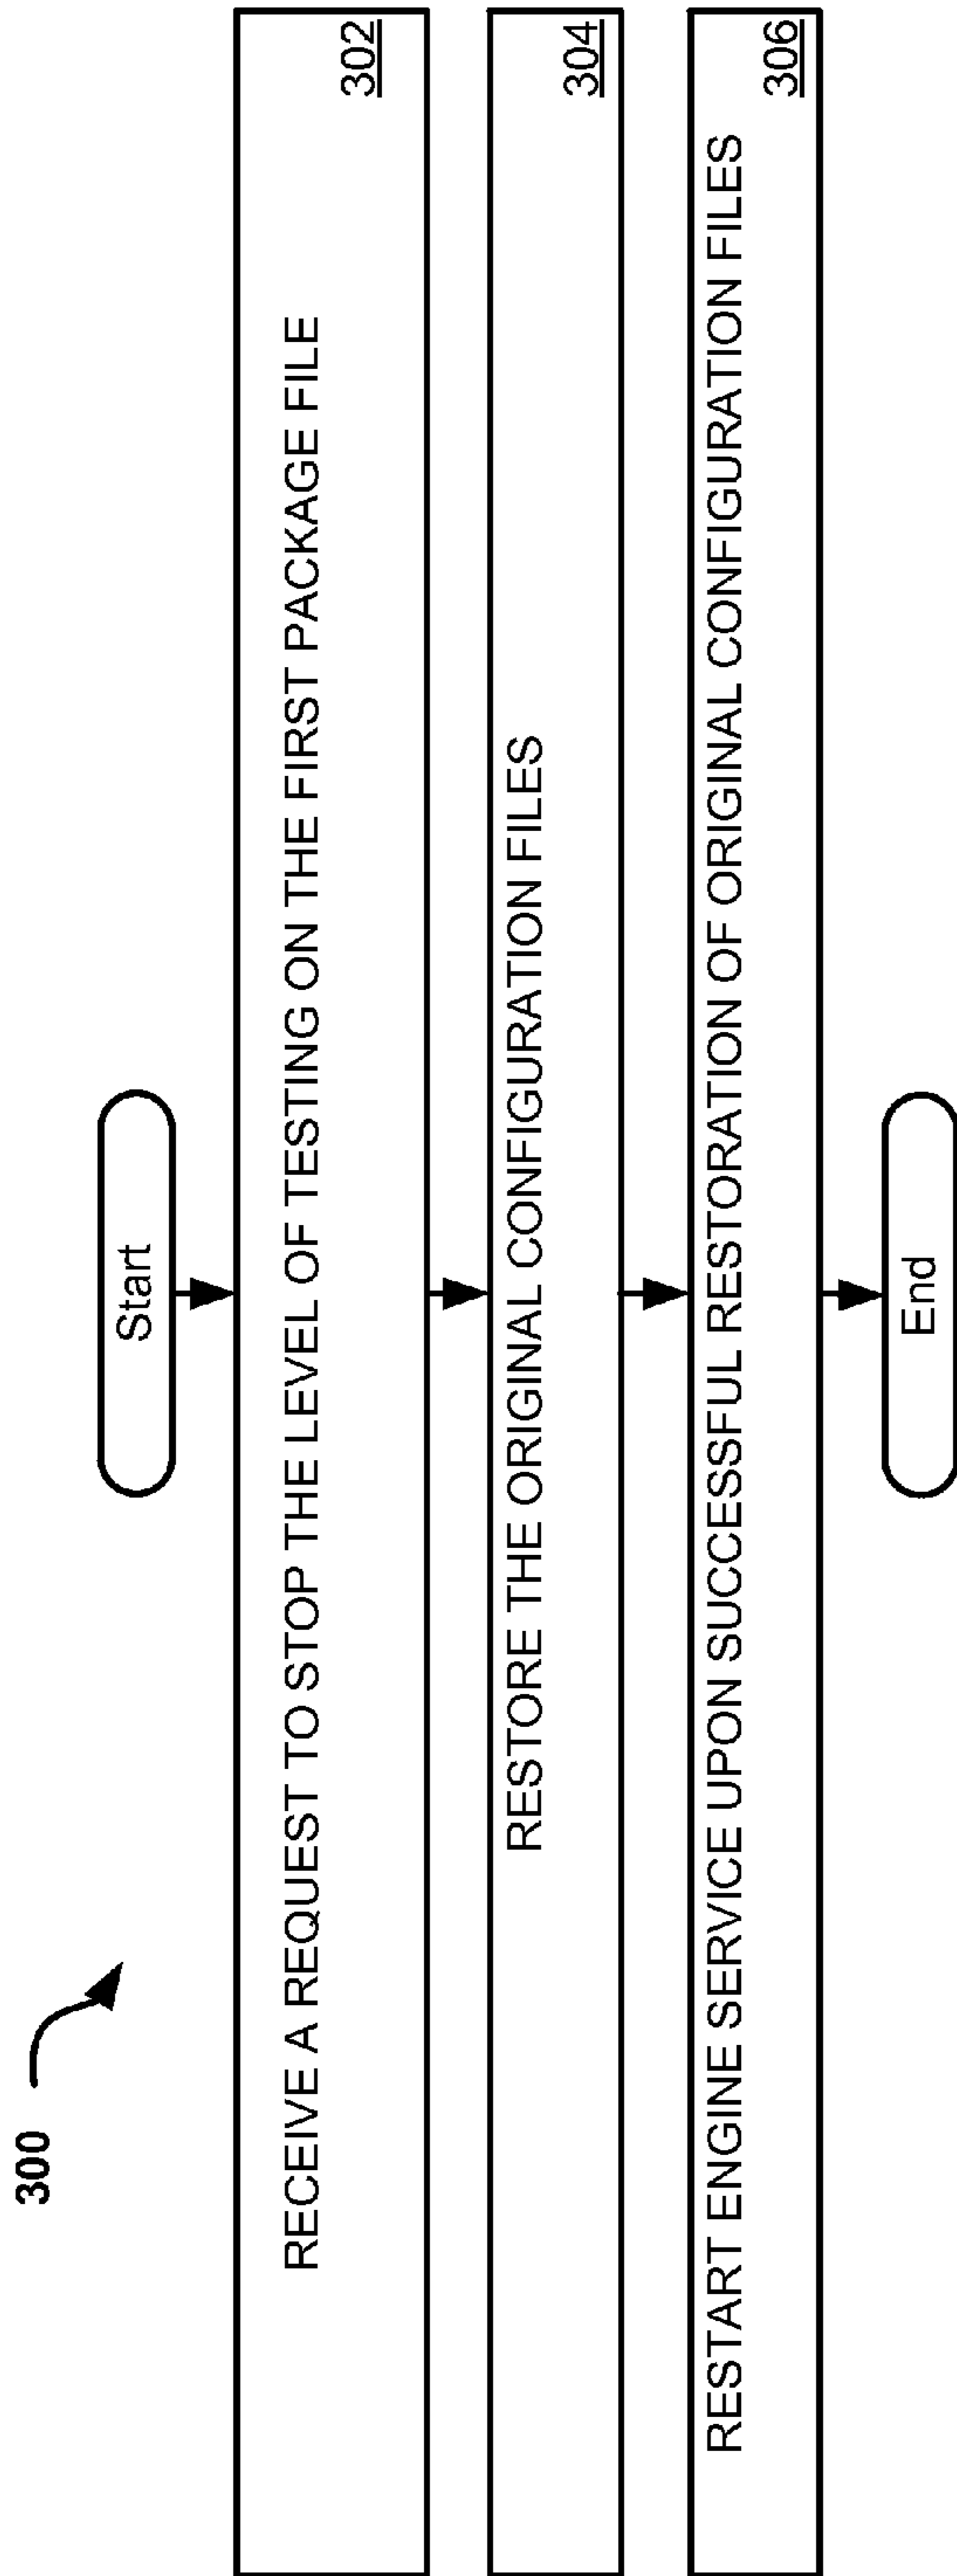 300
Start
RECEIVE A REQUEST TO STOP THE LEVEL OF TESTING ON THE FIRST PACKAGE FILE
302
RESTORE THE ORIGINAL CONFIGURATION FILES
304
RESTART ENGINE SERVICE UPON SUCCESSFUL RESTORATION OF ORIGINAL CONFIGURATION FILES
306
End